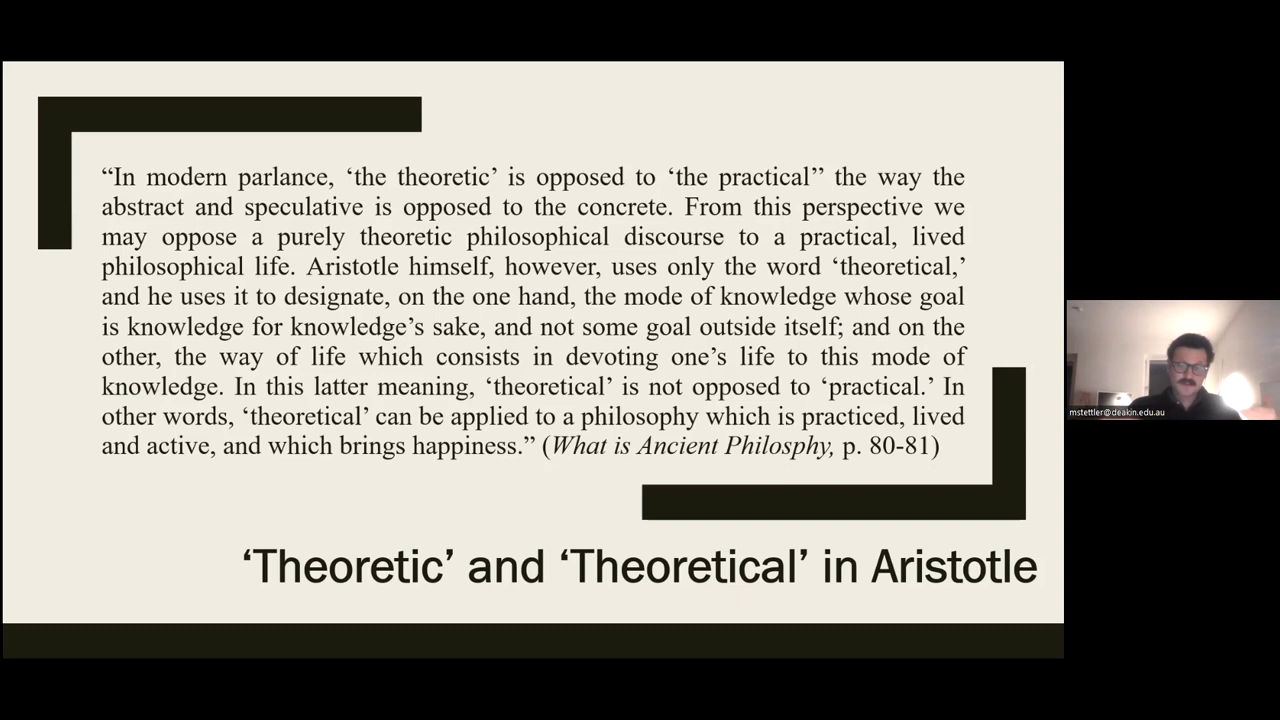 “In modern parlance, ‘the theoretic’ is opposed to ‘the practical’’ the way the
abstract and speculative is opposed to the concrete. From this perspective we
may oppose a purely theoretic philosophical discourse to a practical, lived
philosophical life. Aristotle himself, however, uses only the word ‘theoretical,’
and he uses it to designate, on the one hand, the mode of knowledge whose goal
is knowledge for knowledge’s sake, and not some goal outside itself; and on the
other, the way of life which consists in devoting one’s life to this mode of
knowledge. In this latter meaning, ‘theoretical’ is not opposed to ‘practical.’ In
other words, ‘theoretical’ can be applied to a philosophy which is practiced, lived
and active, and which brings happiness.” (What is Ancient Philosphy, p. 80-81)
‘Theoretic’ and ‘Theoretical’ in Aristotle
mstettler@deakin.edu.au